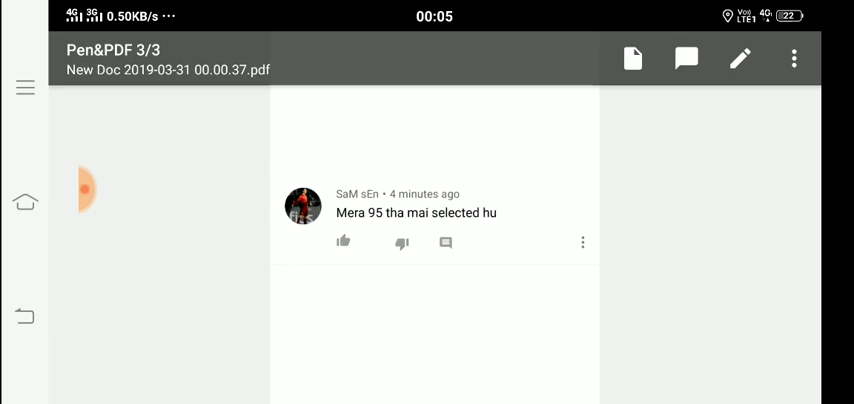 4G 3G 0.50KB/s ···
00:05
Vo)) LTE1 4G 22
Pen&PDF 3/3
New Doc 2019-03-31 00.00.37.pdf
SaM sEn • 4 minutes ago
Mera 95 tha mai selected hu